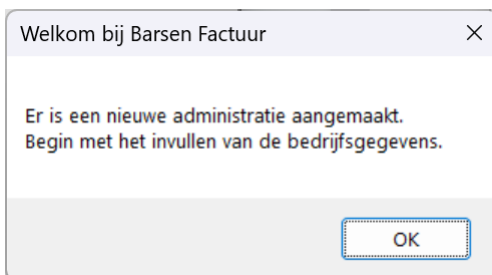 Welkom bij Barsen Factuur
Er is een nieuwe administratie aangemaakt.
Begin met het invullen van de bedrijfsgegevens.
OK